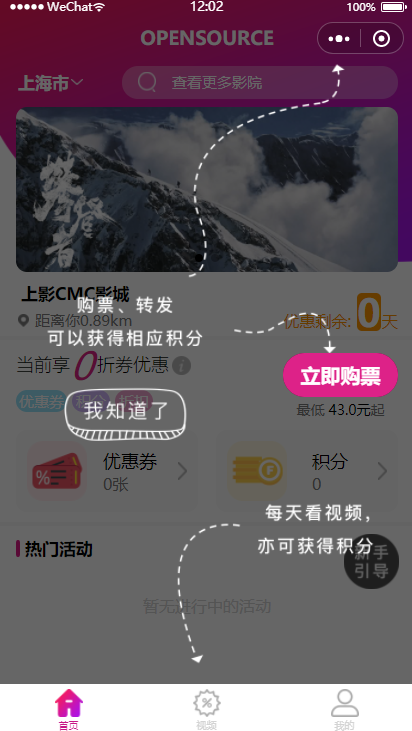 WeChat 12:02 100%
OPENSOURCE
上海市 查看更多影院
攀登者
上影CMC影城
购票、转发
距离你0.89km 优惠剩余: 0天
可以获得相应积分
当前享0折券优惠 i
立即购票
优惠券 积分 折扣
我知道了
最低 43.0元起
优惠券 积分
0张 0
每天看视频,
热门活动
亦可获得积分
新手
引导
暂无进行中的活动
首页 视频 我的